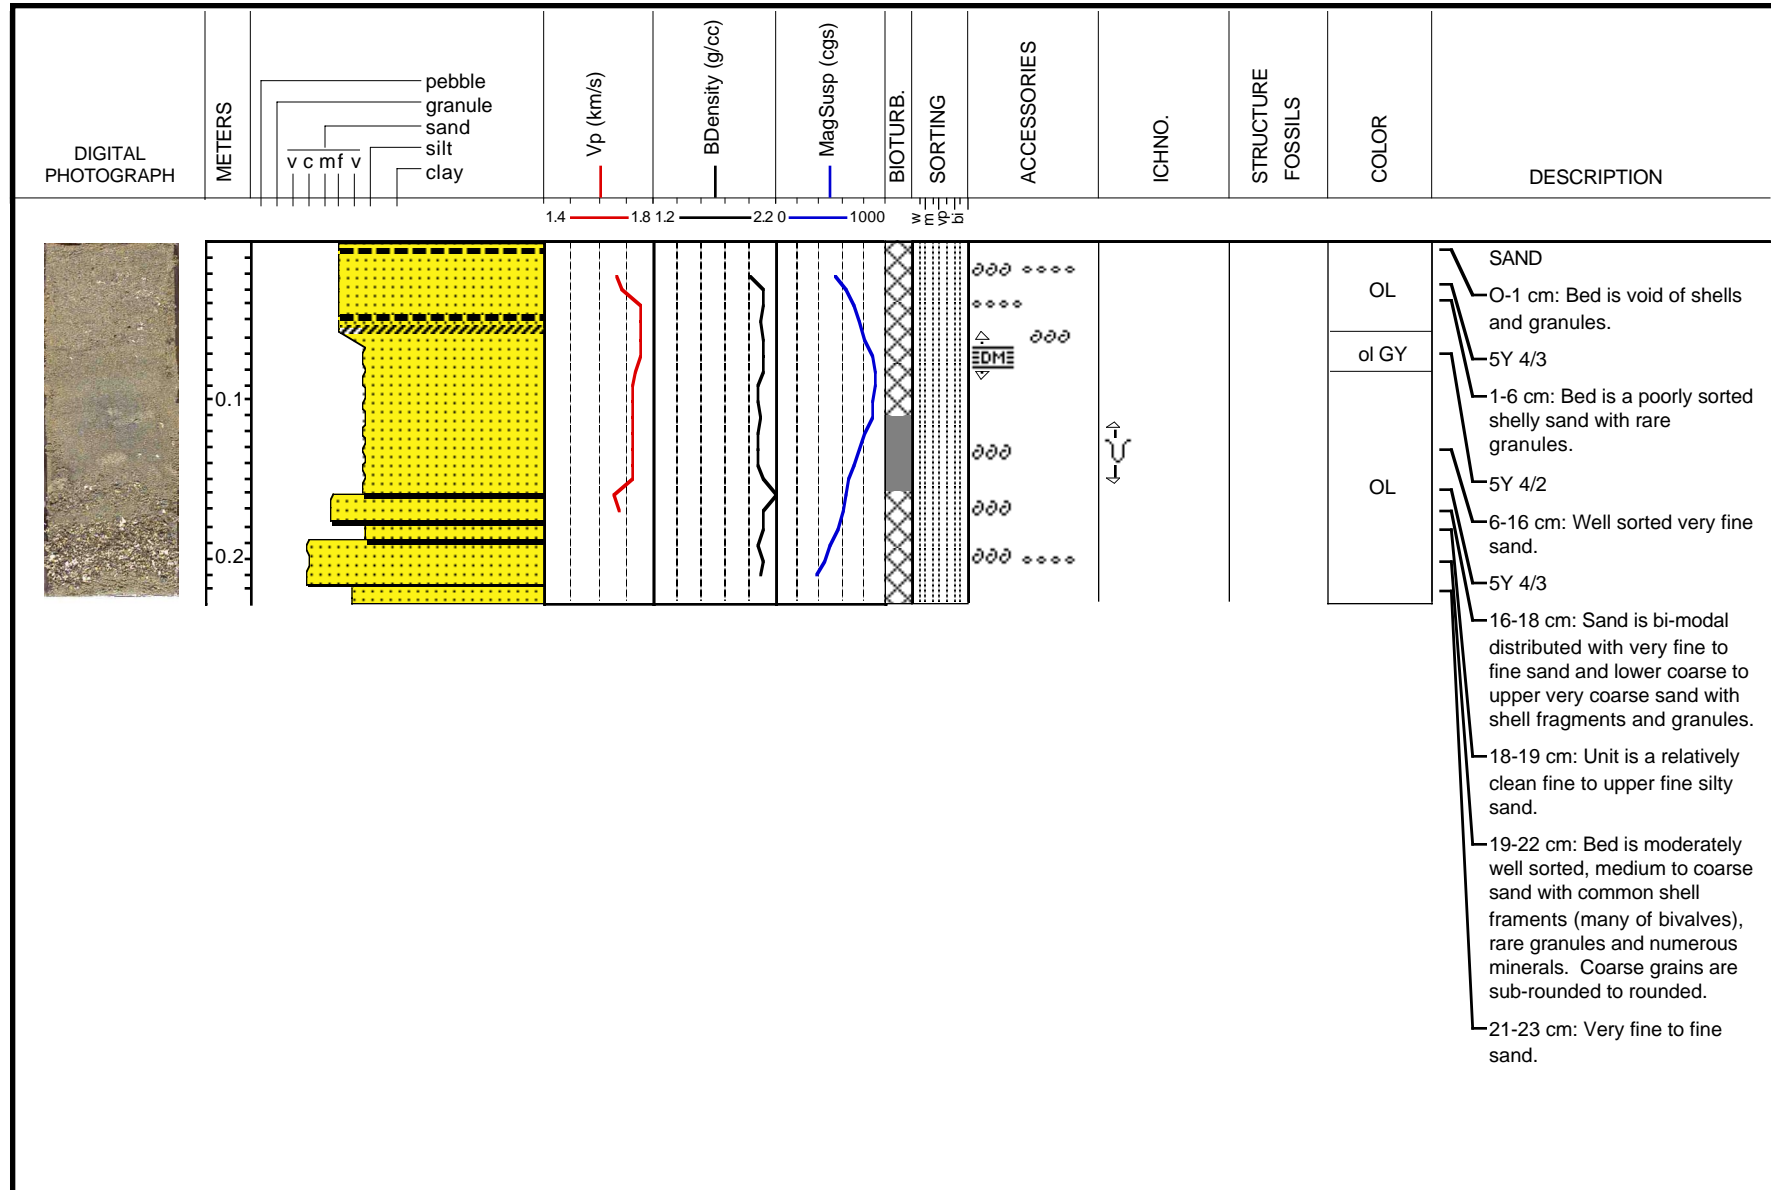 DIGITAL
PHOTOGRAPH
METERS
pebble
granule
sand
silt
clay
v c m f v
Vp (km/s)
BDensity (g/cc)
MagSusp (cgs)
BIOTURB.
SORTING
ACCESSORIES
ICHNO.
STRUCTURE
FOSSILS
COLOR
DESCRIPTION
1.4 1.8 1.2 2.2 0 1000
w
m
vp
bi
0.1
0.2
DM
OL
ol GY
OL
SAND
O-1 cm: Bed is void of shells
and granules.
5Y 4/3
1-6 cm: Bed is a poorly sorted
shelly sand with rare
granules.
5Y 4/2
6-16 cm: Well sorted very fine
sand.
5Y 4/3
16-18 cm: Sand is bi-modal
distributed with very fine to
fine sand and lower coarse to
upper very coarse sand with
shell fragments and granules.
18-19 cm: Unit is a relatively
clean fine to upper fine silty
sand.
19-22 cm: Bed is moderately
well sorted, medium to coarse
sand with common shell
framents (many of bivalves),
rare granules and numerous
minerals. Coarse grains are
sub-rounded to rounded.
21-23 cm: Very fine to fine
sand.